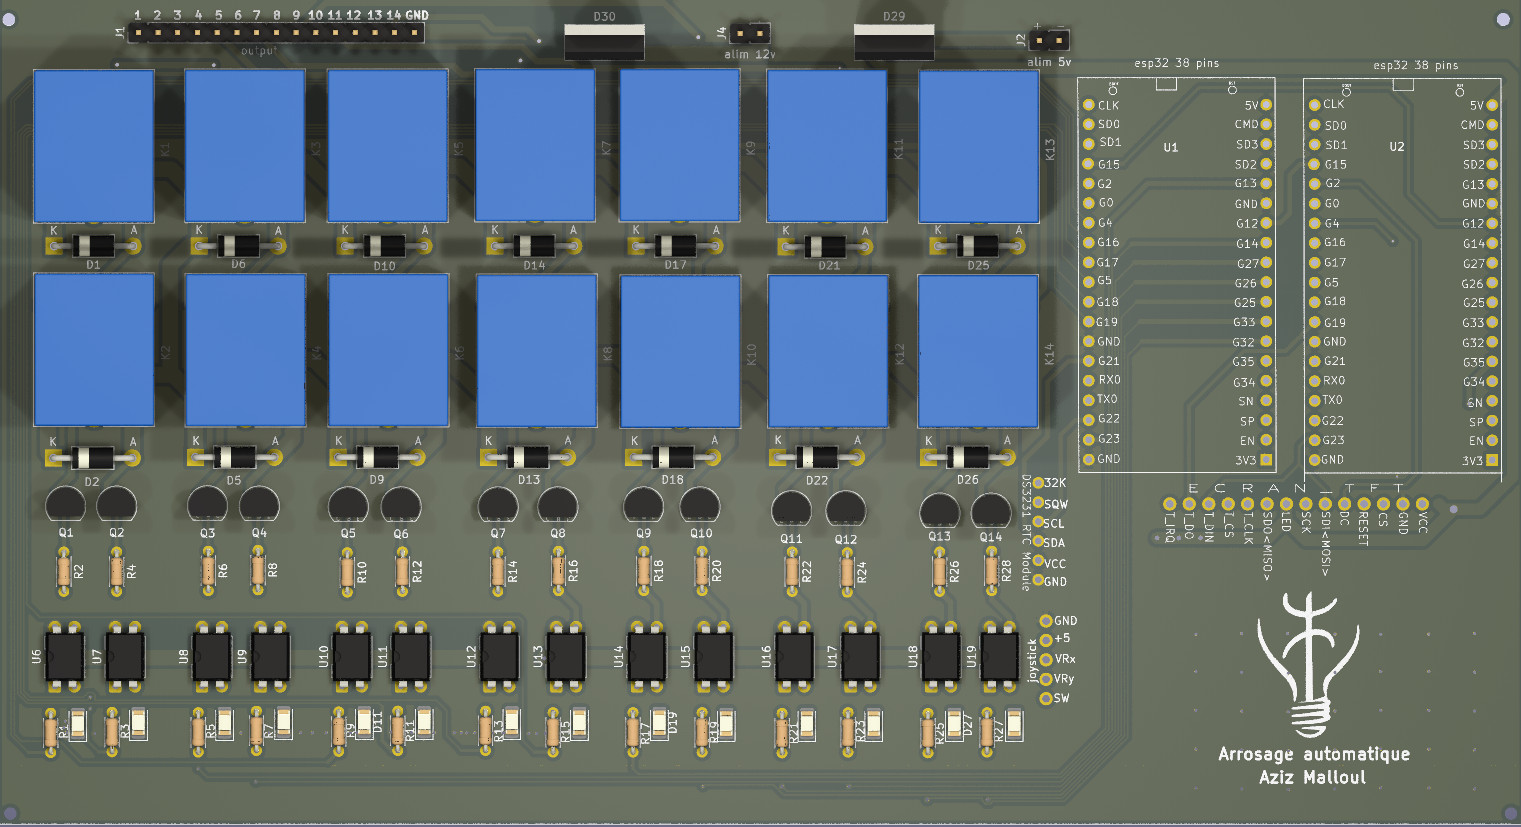 1 2 3 4 5 6 7 8 9 10 11 12 13 14 GND
J1
output
D30
J4
alim 12v
D29
+ -
J2
alim 5v
K1 K3 K5 K7 K9 K11 K13
K A K A K A K A K A K A K A
D1 D6 D10 D14 D17 D21 D25
K2 K4 K6 K8 K10 K12 K14
K A K A K A K A K A K A K A
D2 D5 D9 D13 D18 D22 D26
Q1 Q2 Q3 Q4 Q5 Q6 Q7 Q8 Q9 Q10 Q11 Q12 Q13 Q14
R2 R4 R6 R8 R10 R12 R14 R16 R18 R20 R22 R24 R26 R28
U6 U7 U8 U9 U10 U11 U12 U13 U14 U15 U16 U17 U18 U19
R1 R3 R5 R7 R9 D11 R11 R13 R15 R17 D19 R19 R21 R23 R25 D27 R27
esp32 38 pins
U1
CLK 5V
SD0 CMD
SD1 SD3
G15 SD2
G2 G13
G0 GND
G4 G12
G16 G14
G17 G27
G5 G26
G18 G25
G19 G33
GND G32
G21 G35
RX0 G34
TX0 SN
G22 SP
G23 EN
GND 3V3
esp32 38 pins
U2
CLK 5V
SD0 CMD
SD1 SD3
G15 SD2
G2 G13
G0 GND
G4 G12
G16 G14
G17 G27
G5 G26
G18 G25
G19 G33
GND G32
G21 G35
RX0 G34
TX0 SN
G22 SP
G23 EN
GND 3V3
DS3231 RTC Module
32K
SQW
SCL
SDA
VCC
GND
joystick
GND
+5
VRx
VRy
SW
ECRAN_TFT
T_IRQ T_DO T_DIN T_CS T_CLK SDO<MISO> LED SCK SDI<MOSI> DC RESET CS GND VCC
Arrosage automatique
Aziz Malloul